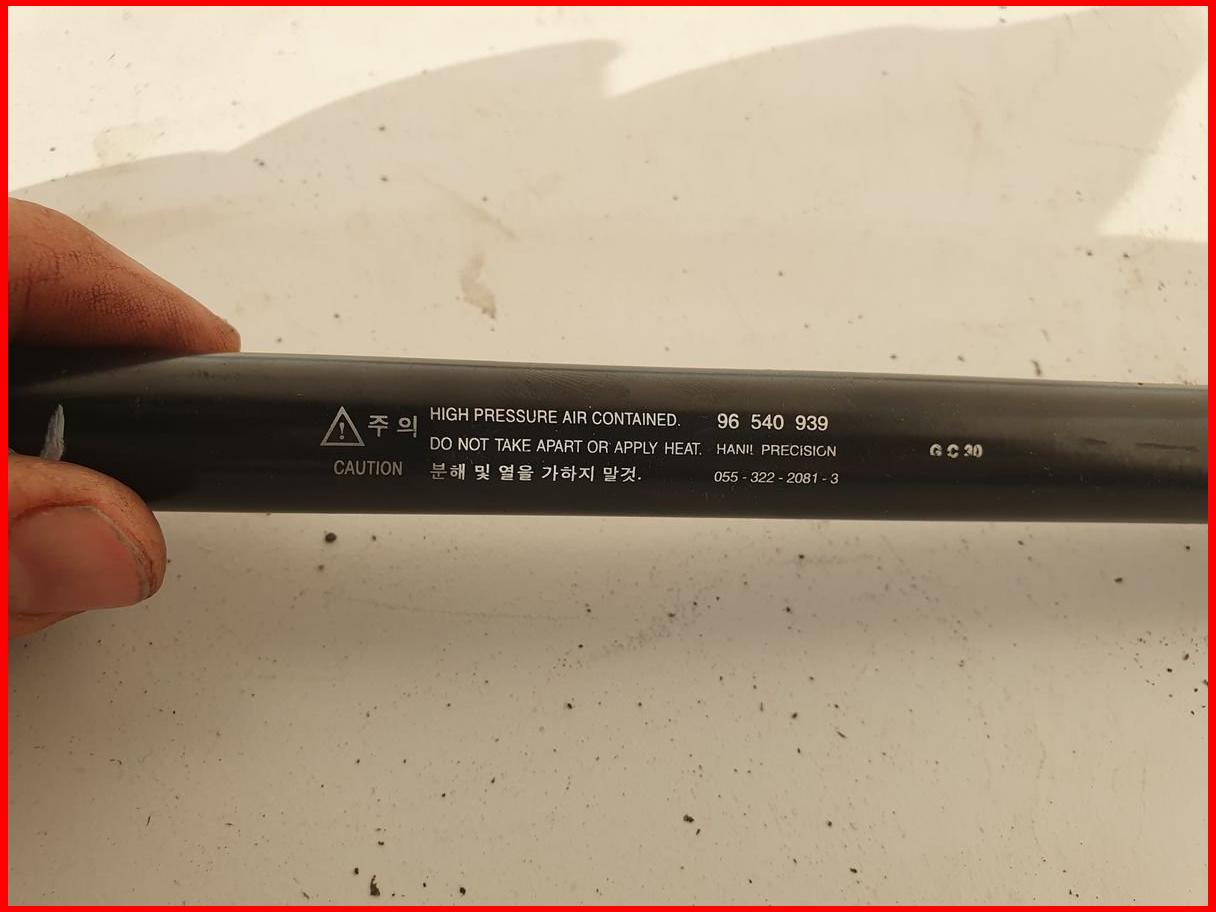 주의 HIGH PRESSURE AIR CONTAINED. 96 540 939
DO NOT TAKE APART OR APPLY HEAT. HANIL PRECISION G C 30
CAUTION 분해 및 열을 가하지 말것. 055 - 322 - 2081 - 3